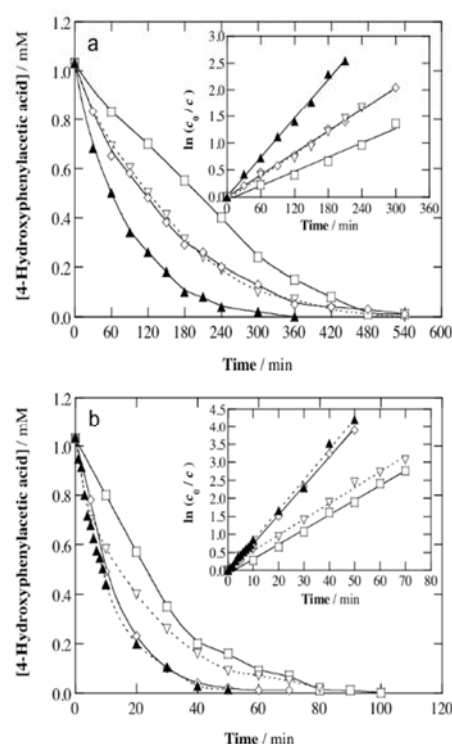 a
[4-Hydroxyphenylacetic acid] / mM
1.2
1.0
0.8
0.6
0.4
0.2
0.0
0 60 120 180 240 300 360 420 480 540 600
Time / min
ln (c0 / c)
3.0
2.5
2.0
1.5
1.0
0.5
0.0
0 60 120 180 240 300 360
Time / min
b
[4-Hydroxyphenylacetic acid] / mM
1.2
1.0
0.8
0.6
0.4
0.2
0.0
0 20 40 60 80 100 120
Time / min
ln (c0 / c)
4.5
4.0
3.5
3.0
2.5
2.0
1.5
1.0
0.5
0.0
0 10 20 30 40 50 60 70 80
Time / min